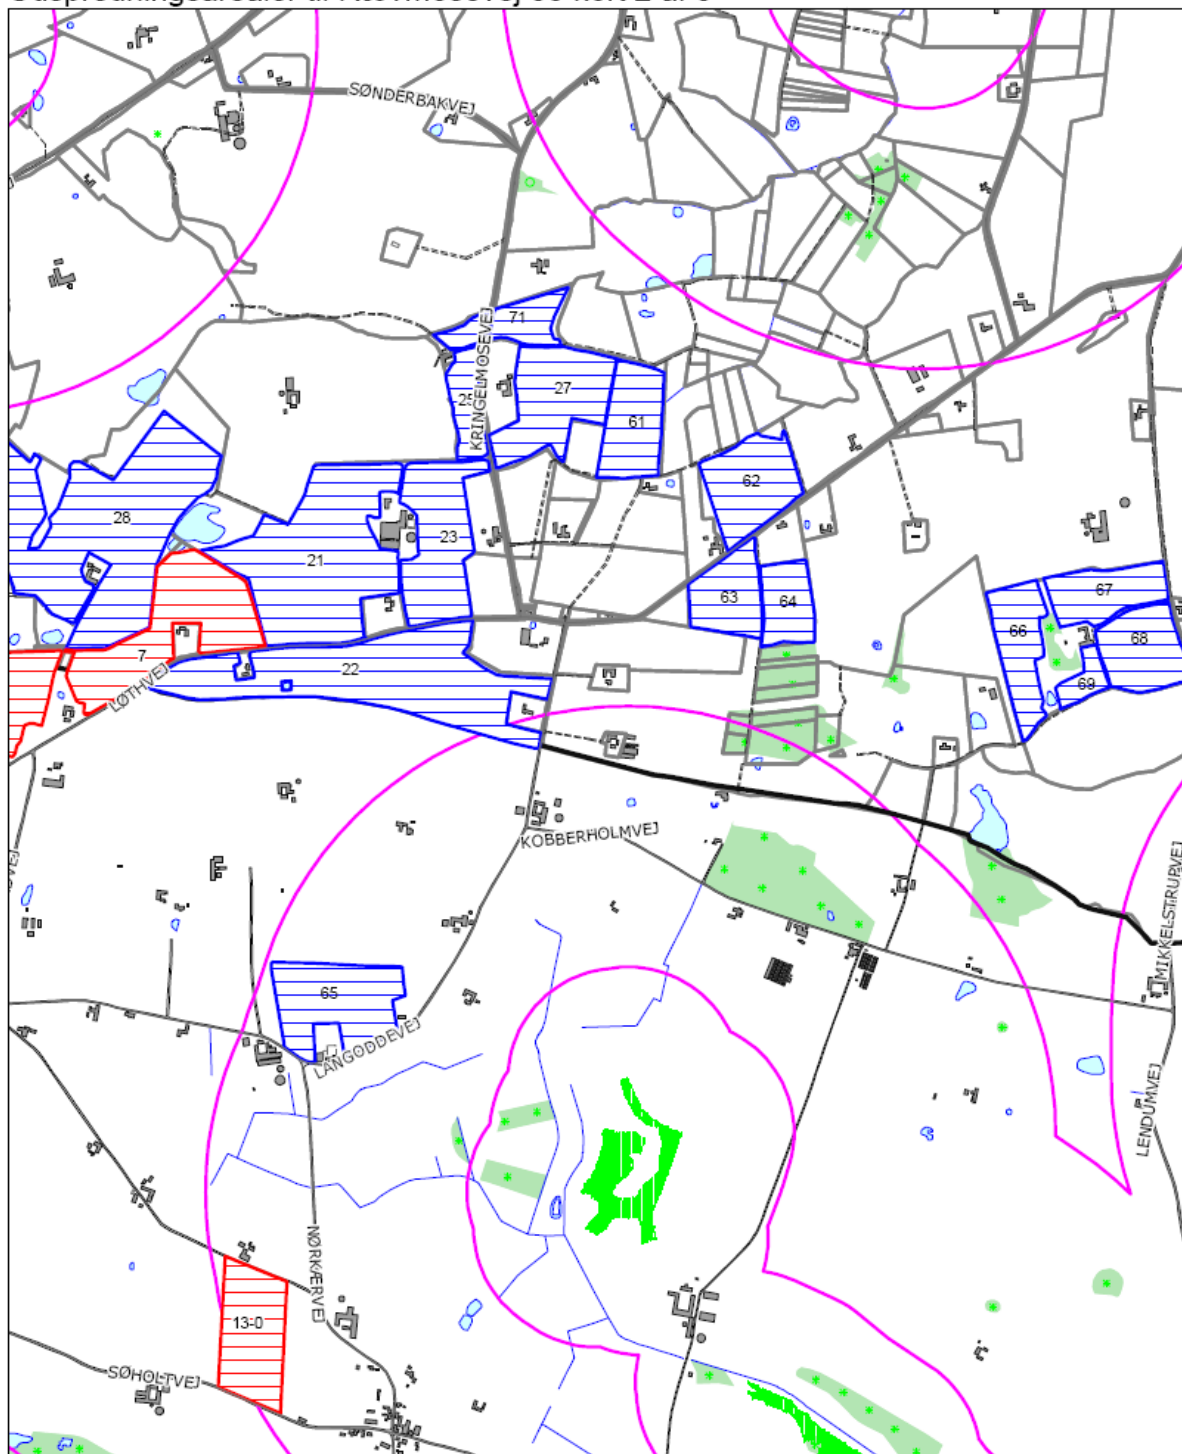 SØNDERBAKVEJ
71
KRINGELMOSEVEJ
25
27
61
62
28
21
23
63
64
67
66
68
69
7
22
LØTHVEJ
KOBBERHOLMVEJ
MIKKELSTRUPVEJ
65
LANGODDEVEJ
LENDUMVEJ
NØRKÆRVEJ
13-0
SØHOLTVEJ